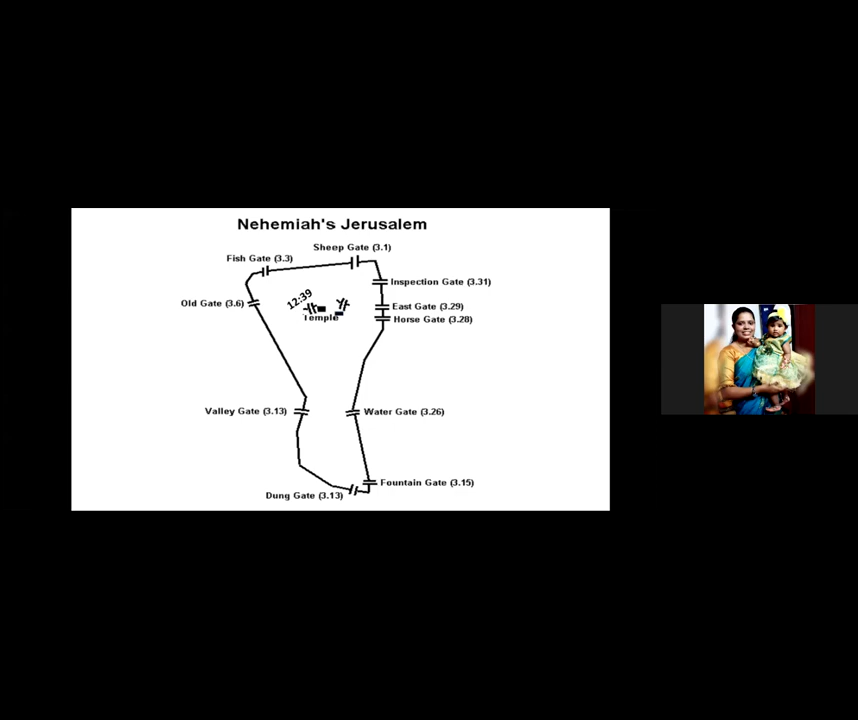 Nehemiah's Jerusalem
Sheep Gate (3.1)
Fish Gate (3.3)
Inspection Gate (3.31)
12:39
Old Gate (3.6)
East Gate (3.29)
Temple
Horse Gate (3.28)
Valley Gate (3.13)
Water Gate (3.26)
Fountain Gate (3.15)
Dung Gate (3.13)